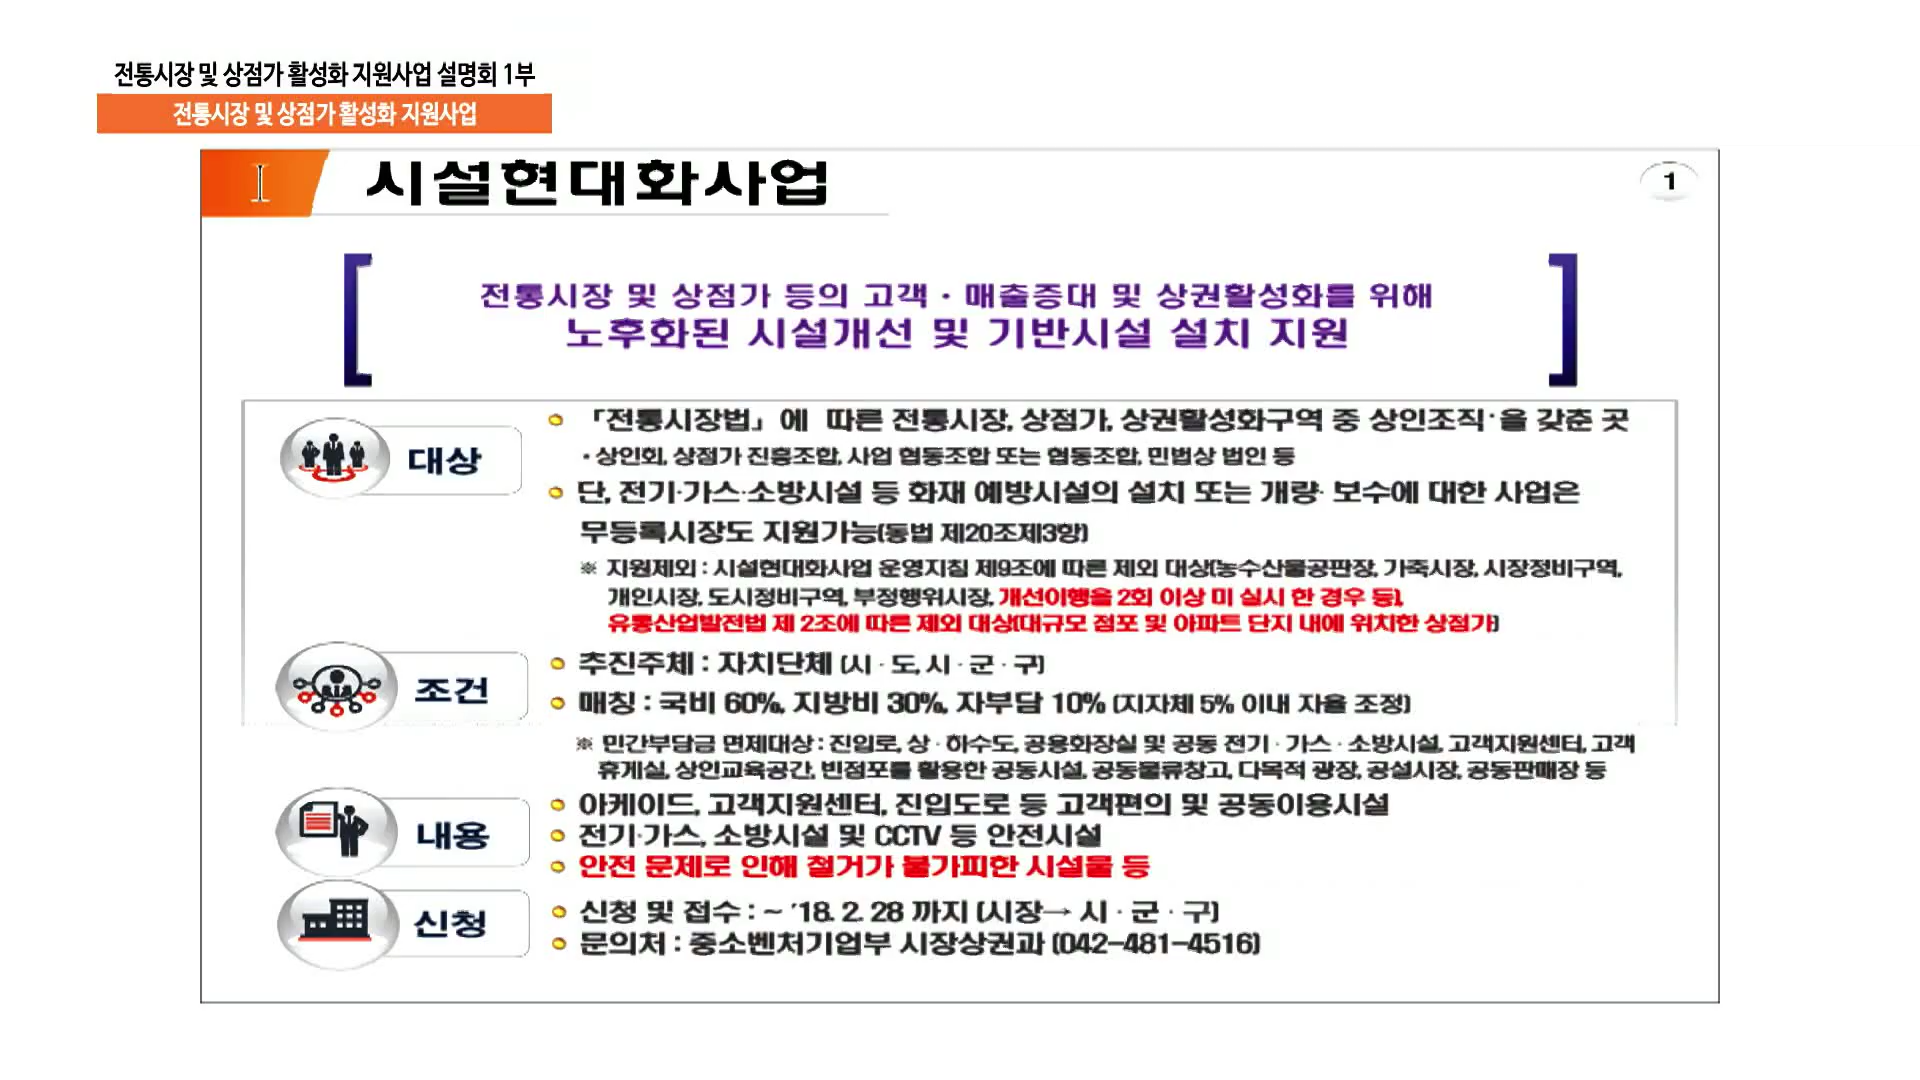 전통시장 및 상점가 활성화 지원사업 설명회 1부
전통시장 및 상점가 활성화 지원사업
I 시설현대화사업
1
전통시장 및 상점가 등의 고객·매출증대 및 상권활성화를 위해
노후화된 시설개선 및 기반시설 설치 지원
대상
「전통시장법」에 따른 전통시장, 상점가, 상권활성화구역 중 상인조직*을 갖춘 곳
* 상인회, 상점가 진흥조합, 사업 협동조합 또는 협동조합, 민법상 법인 등
단, 전기·가스·소방시설 등 화재 예방시설의 설치 또는 개량·보수에 대한 사업은
무등록시장도 지원가능(동법 제20조제3항)
※ 지원제외 : 시설현대화사업 운영지침 제9조에 따른 제외 대상(농수산물공판장, 가축시장, 시장정비구역,
개인시장, 도시정비구역, 부정행위시장, 개선이행을 2회 이상 미 실시 한 경우 등),
유통산업발전법 제 2조에 따른 제외 대상(대규모 점포 및 아파트 단지 내에 위치한 상점가)
조건
추진주체 : 자치단체 (시·도, 시·군·구)
매칭 : 국비 60%, 지방비 30%, 자부담 10% (지자체 5% 이내 자율 조정)
※ 민간부담금 면제대상 : 진입로, 상·하수도, 공용화장실 및 공동 전기·가스·소방시설, 고객지원센터, 고객
휴게실, 상인교육공간, 빈점포를 활용한 공동시설, 공동물류창고, 다목적 광장, 공설시장, 공동판매장 등
내용
아케이드, 고객지원센터, 진입도로 등 고객편의 및 공동이용시설
전기·가스, 소방시설 및 CCTV 등 안전시설
안전 문제로 인해 철거가 불가피한 시설물 등
신청
신청 및 접수 : ~ '18. 2. 28 까지 (시장→ 시·군·구)
문의처 : 중소벤처기업부 시장상권과 (042-481-4516)